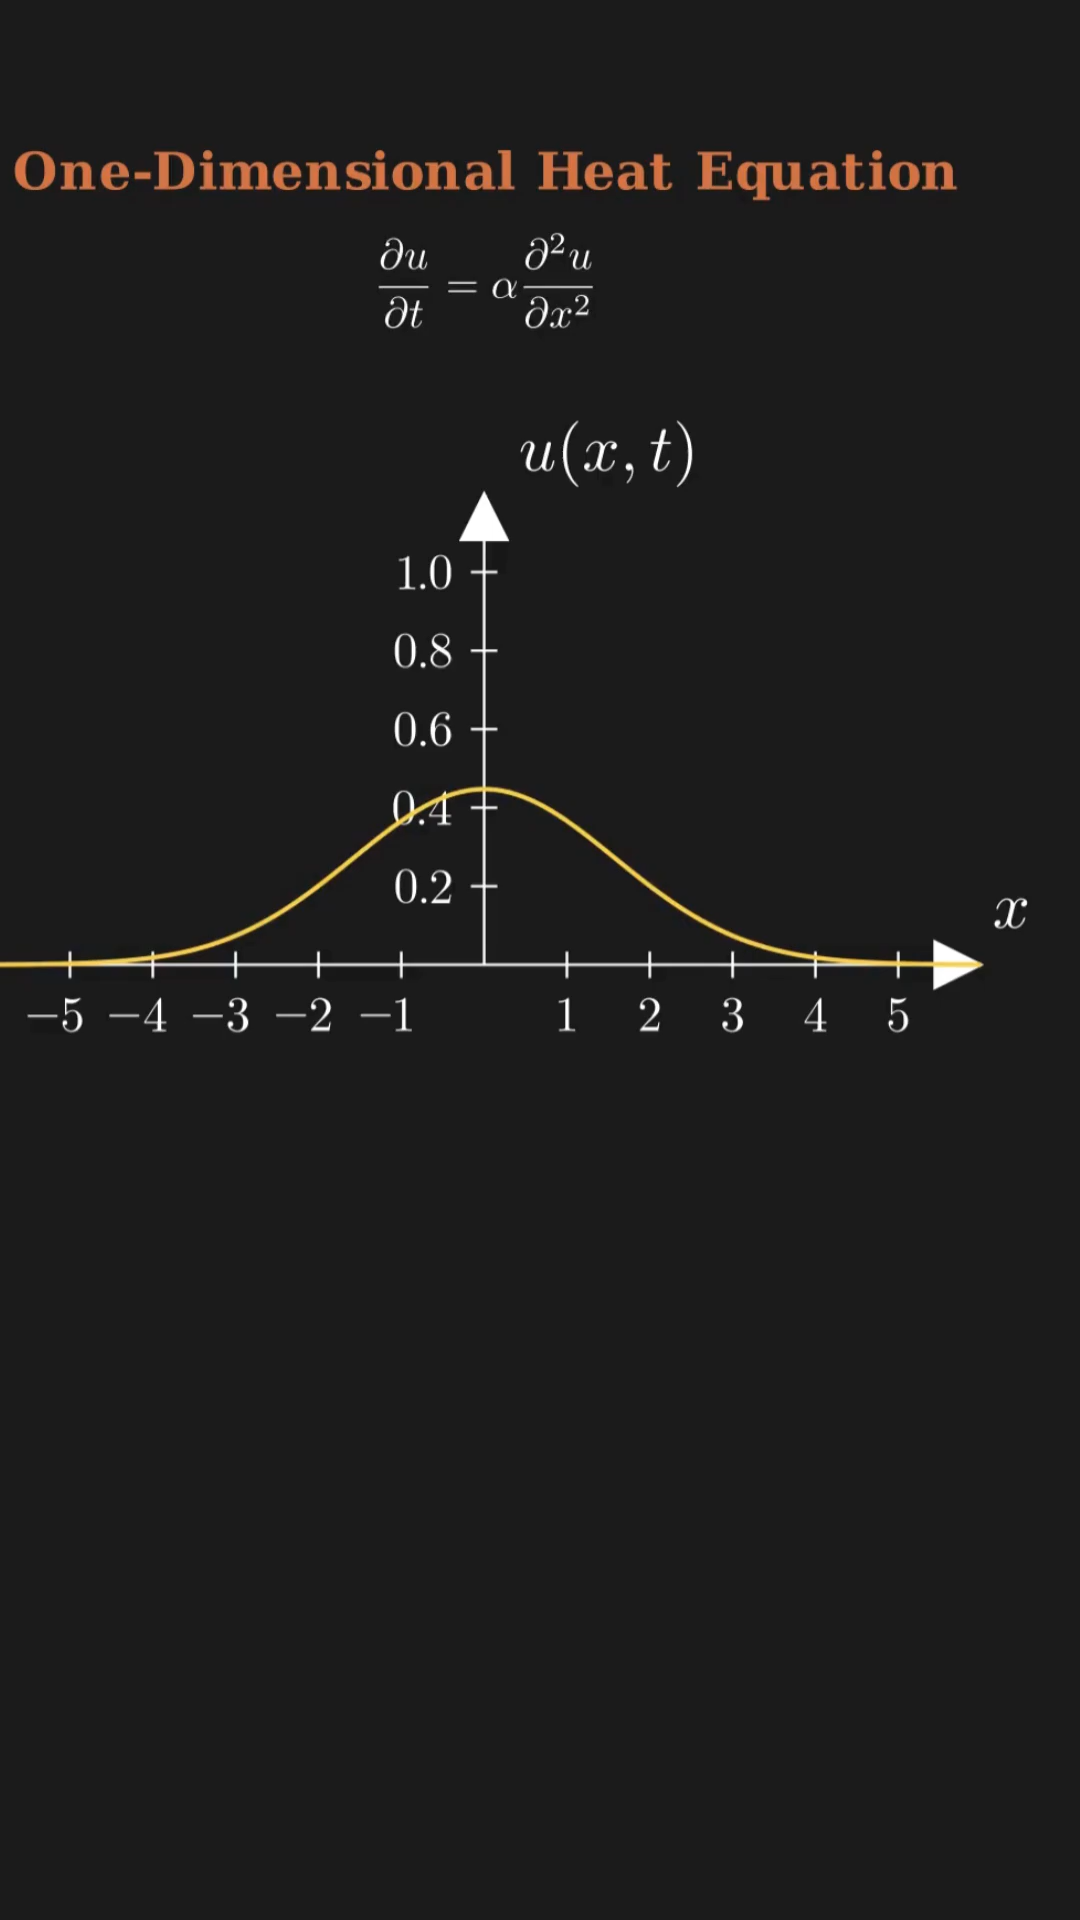 One-Dimensional Heat Equation
∂u/∂t = α ∂²u/∂x²
u(x, t)
1.0
0.8
0.6
0.4
0.2
x
−5 −4 −3 −2 −1 1 2 3 4 5